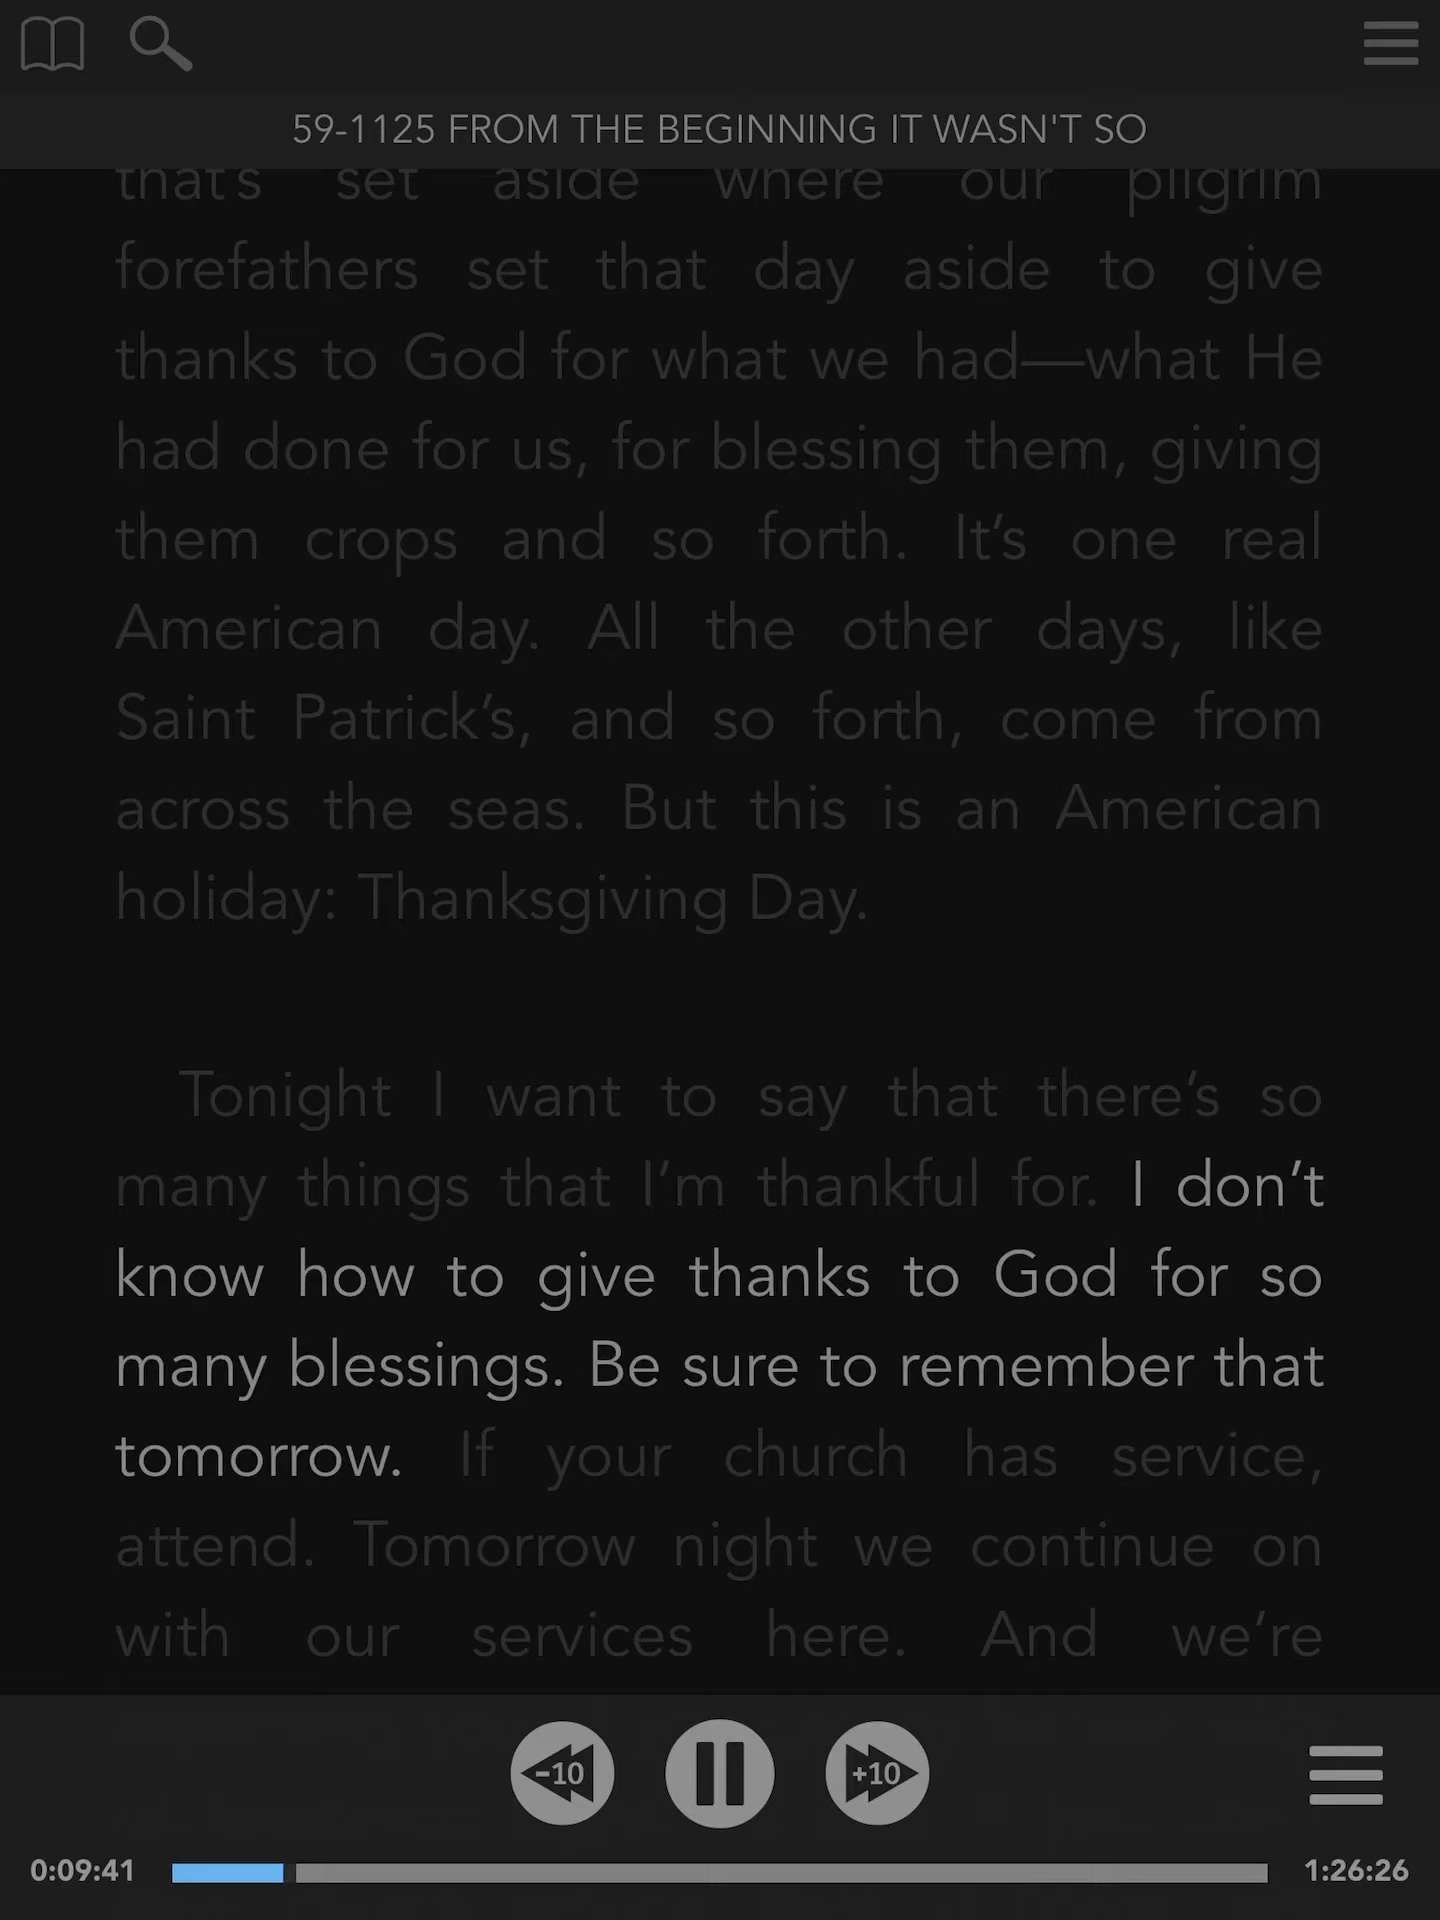 59-1125 FROM THE BEGINNING IT WASN'T SO
that's set aside where our pilgrim
forefathers set that day aside to give
thanks to God for what we had—what He
had done for us, for blessing them, giving
them crops and so forth. It’s one real
American day. All the other days, like
Saint Patrick’s, and so forth, come from
across the seas. But this is an American
holiday: Thanksgiving Day.
Tonight I want to say that there’s so
many things that I’m thankful for. I don’t
know how to give thanks to God for so
many blessings. Be sure to remember that
tomorrow. If your church has service,
attend. Tomorrow night we continue on
with our services here. And we’re
-10 +10
0:09:41 1:26:26